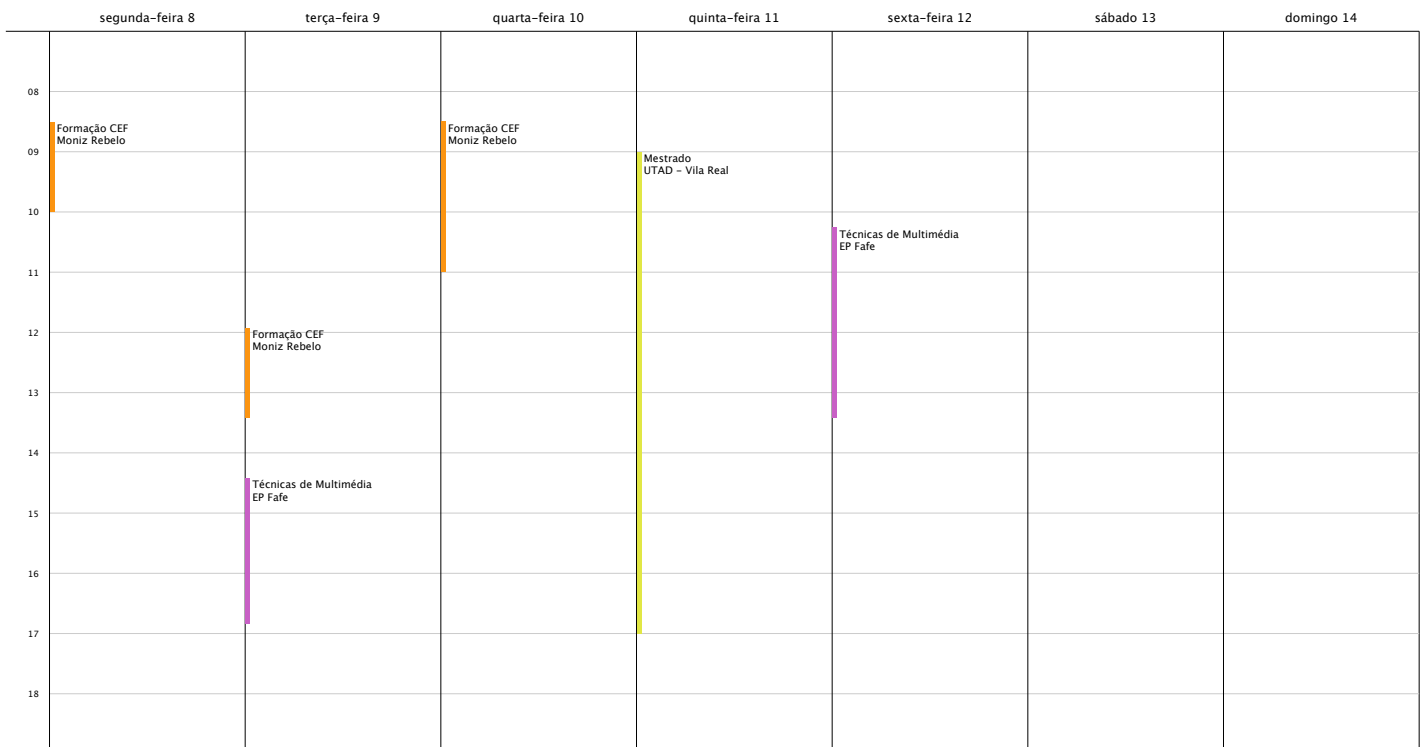 segunda-feira 8
terça-feira 9
quarta-feira 10
quinta-feira 11
sexta-feira 12
sábado 13
domingo 14
08
Formação CEF
Moniz Rebelo
Formação CEF
Moniz Rebelo
09
Mestrado
UTAD - Vila Real
10
Técnicas de Multimédia
EP Fafe
11
12
Formação CEF
Moniz Rebelo
13
14
Técnicas de Multimédia
EP Fafe
15
16
17
18